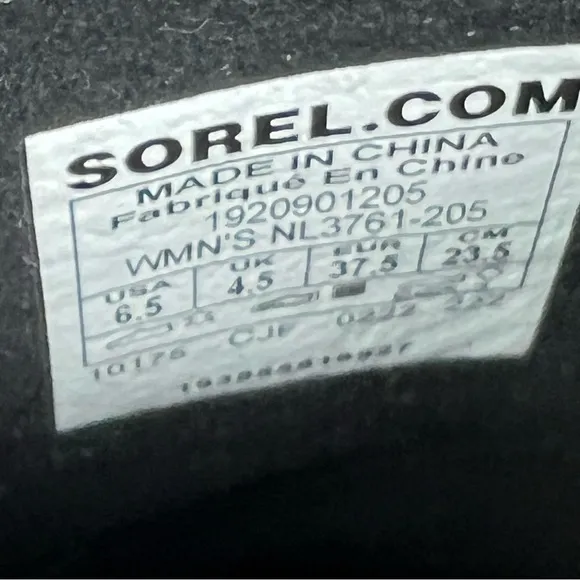 SOREL.COM
MADE IN CHINA
Fabriqué En Chine
1920901205
WMN'S NL3761-205
USA UK EUR CM
6.5 4.5 37.5 23.5
CJF